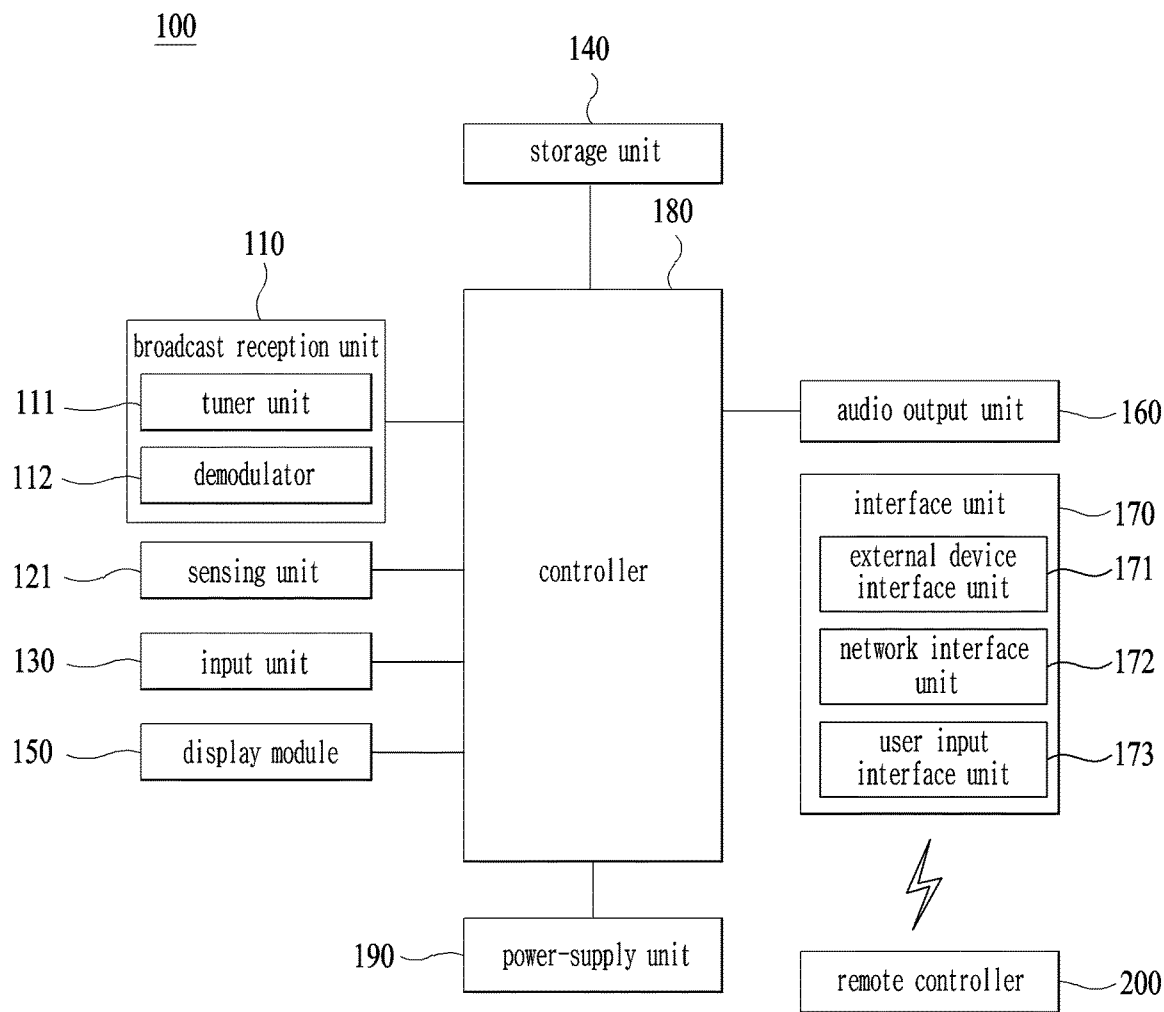 100
140
storage unit
180
110
broadcast reception unit
111
tuner unit
112
demodulator
121
sensing unit
130
input unit
150
display module
controller
audio output unit
160
interface unit
170
external device
interface unit
171
network interface
unit
172
user input
interface unit
173
190
power-supply unit
remote controller
200